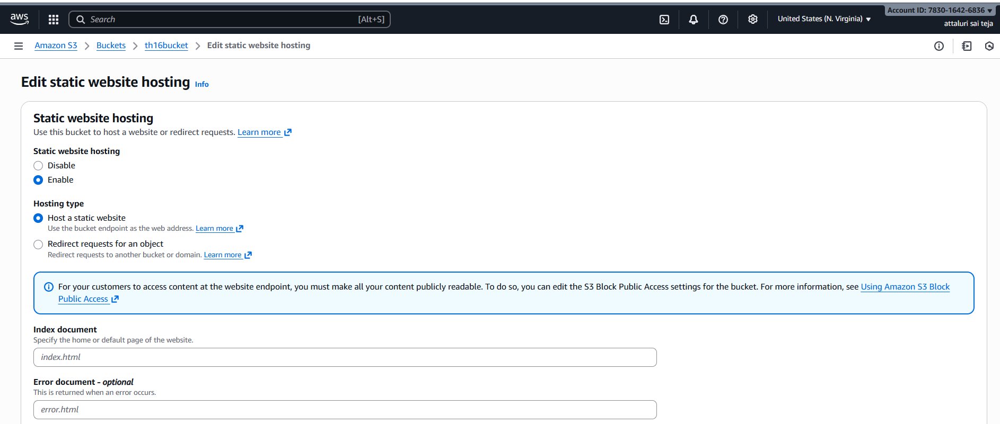 aws
Search [Alt+S]
United States (N. Virginia)
Account ID: 7830-1642-6836
attaluri sai teja
Amazon S3 Buckets th16bucket Edit static website hosting
Edit static website hosting Info
Static website hosting
Use this bucket to host a website or redirect requests. Learn more
Static website hosting
Disable
Enable
Hosting type
Host a static website
Use the bucket endpoint as the web address. Learn more
Redirect requests for an object
Redirect requests to another bucket or domain. Learn more
For your customers to access content at the website endpoint, you must make all your content publicly readable. To do so, you can edit the S3 Block Public Access settings for the bucket. For more information, see Using Amazon S3 Block
Public Access
Index document
Specify the home or default page of the website.
index.html
Error document - optional
This is returned when an error occurs.
error.html